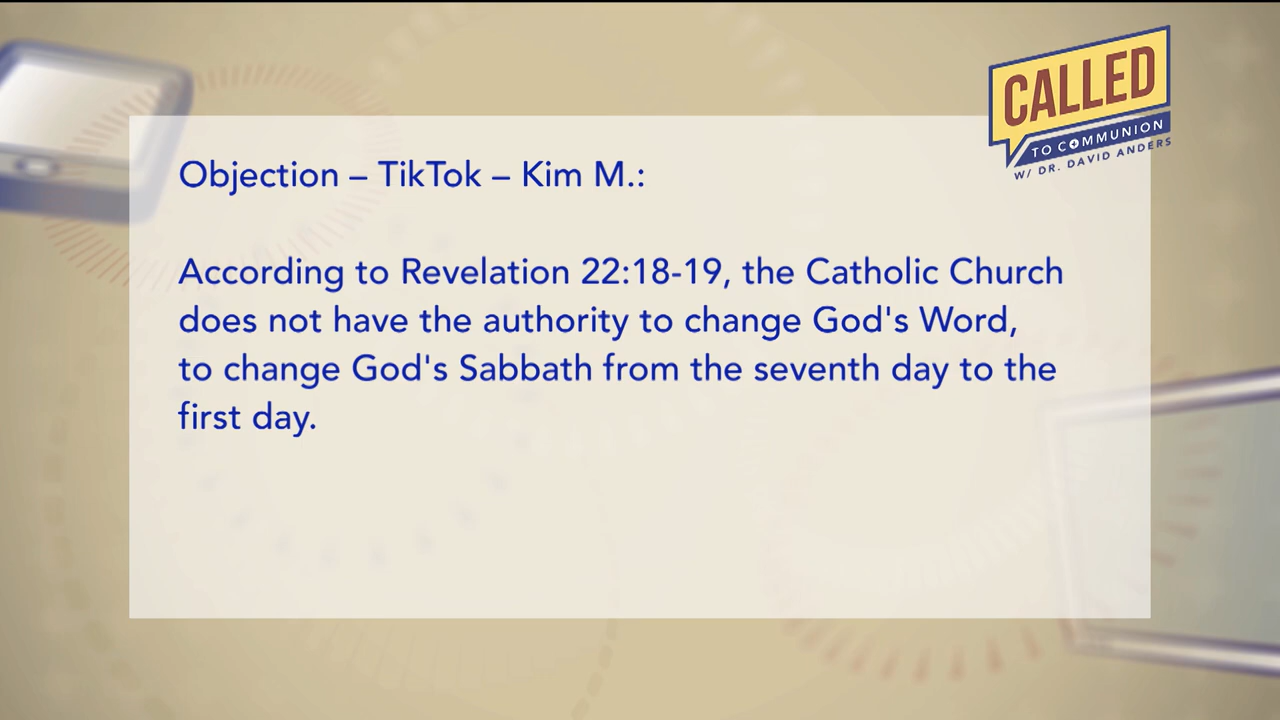 CALLED
TO COMMUNION
W/ DR. DAVID ANDERS
Objection – TikTok – Kim M.:
According to Revelation 22:18-19, the Catholic Church
does not have the authority to change God's Word,
to change God's Sabbath from the seventh day to the
first day.